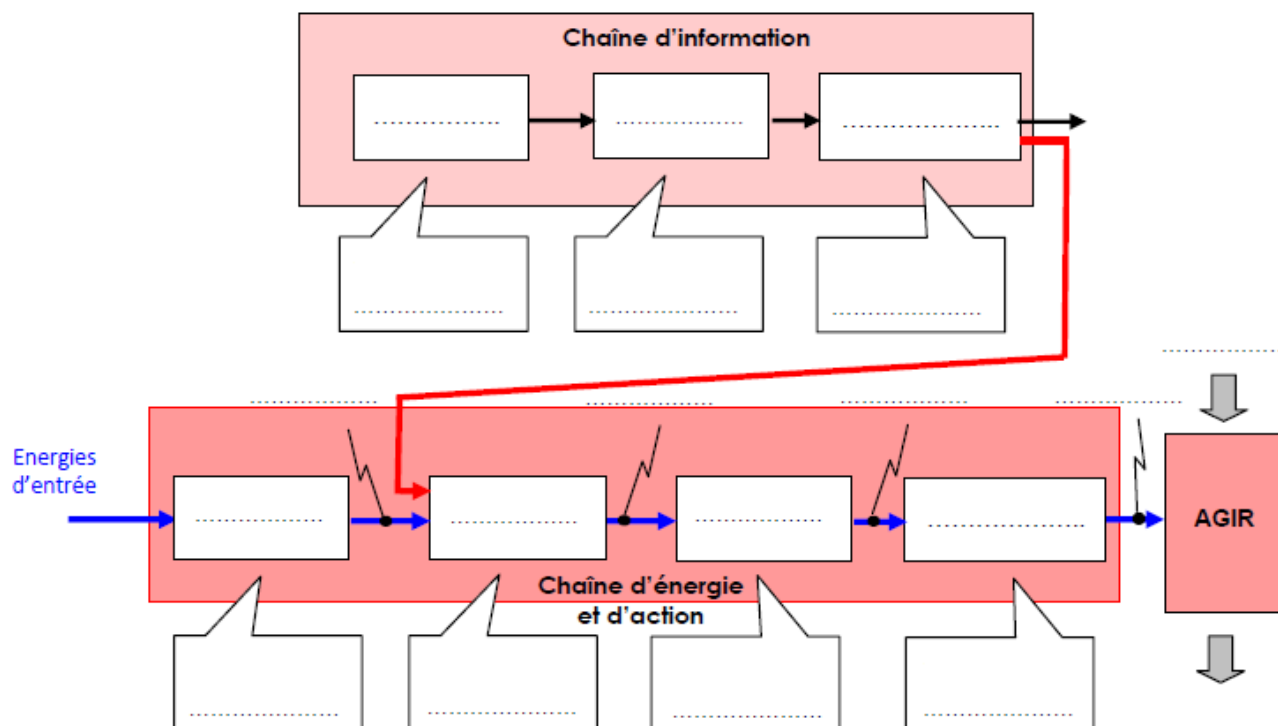 Chaîne d'information
Energies
d'entrée
AGIR
Chaîne d'énergie
et d'action